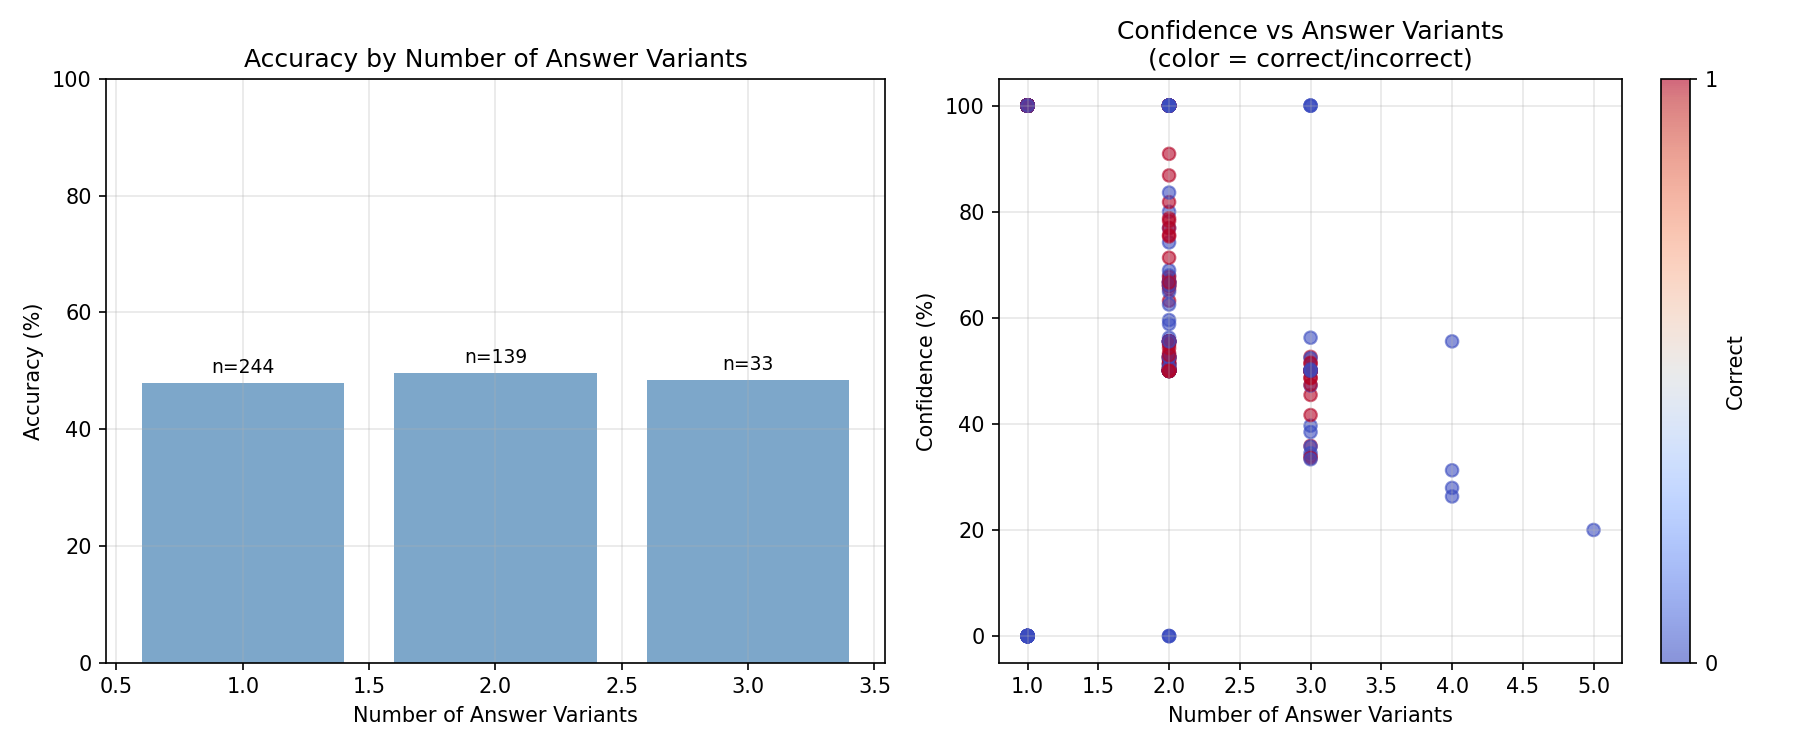 Accuracy by Number of Answer Variants
100
80
60
40
20
0
Accuracy (%)
n=244
n=139
n=33
0.5 1.0 1.5 2.0 2.5 3.0 3.5
Number of Answer Variants
Confidence vs Answer Variants
(color = correct/incorrect)
100
80
60
40
20
0
Confidence (%)
1.0 1.5 2.0 2.5 3.0 3.5 4.0 4.5 5.0
Number of Answer Variants
1
0
Correct